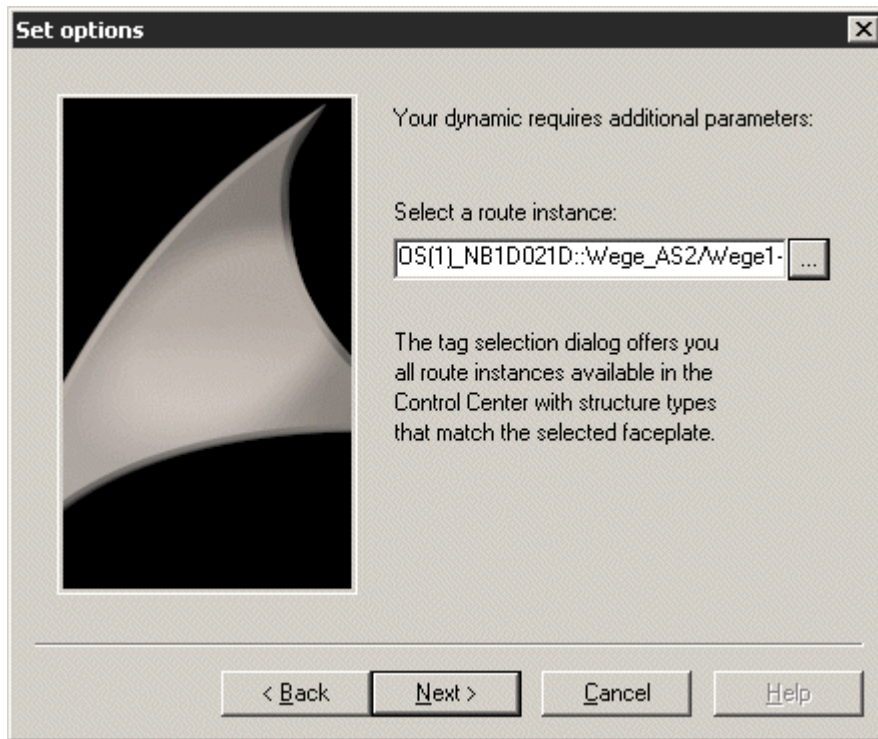 Set options
Your dynamic requires additional parameters:
Select a route instance:
OS(1)_NB1D021D::Wege_AS2/Wege1-
...
The tag selection dialog offers you
all route instances available in the
Control Center with structure types
that match the selected faceplate.
< Back
Next >
Cancel
Help